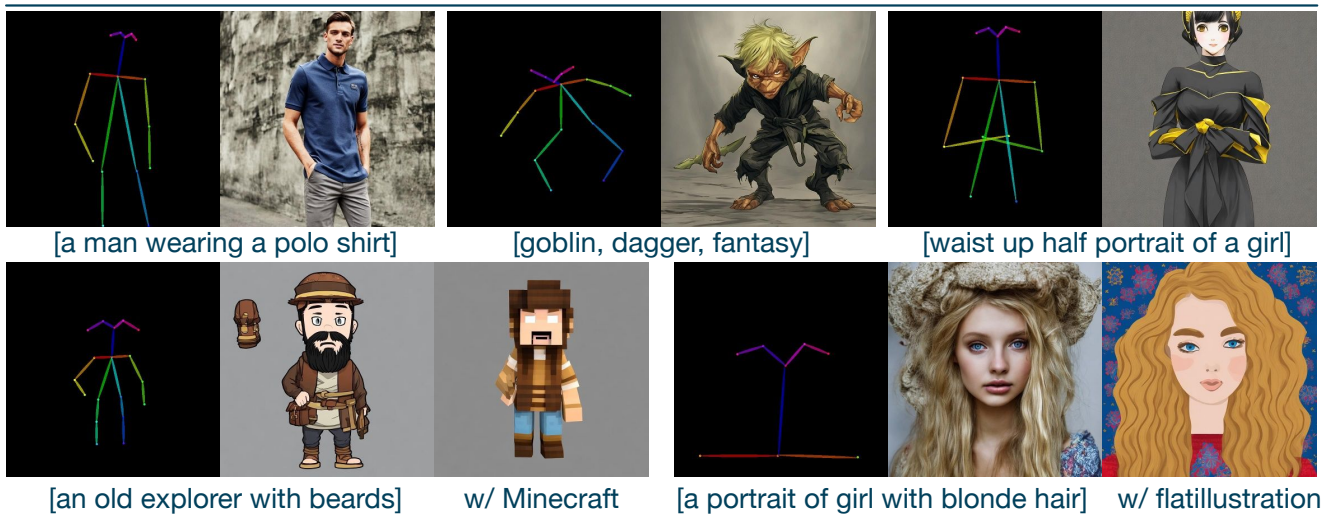 [a man wearing a polo shirt]
[goblin, dagger, fantasy]
[waist up half portrait of a girl]
[an old explorer with beards]
w/ Minecraft
[a portrait of girl with blonde hair]
w/ flatillustration